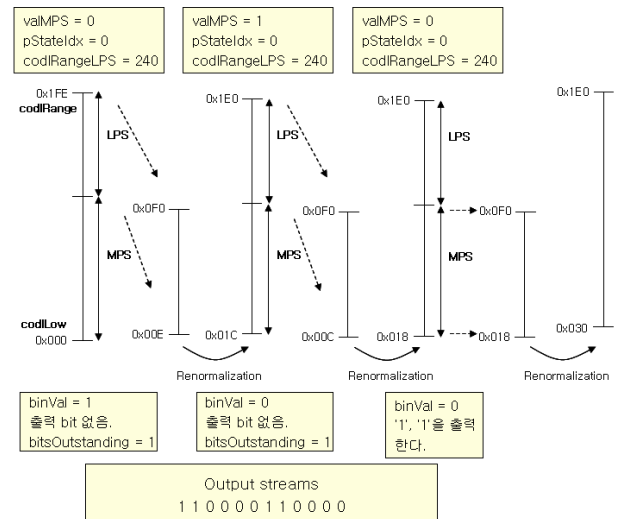 valMPS = 0
pStateIdx = 0
codIRangeLPS = 240
valMPS = 1
pStateIdx = 0
codIRangeLPS = 240
valMPS = 0
pStateIdx = 0
codIRangeLPS = 240
0x1FE
codIRange
0x1E0
0x1E0
0x1E0
LPS
LPS
LPS
0x0F0
0x0F0
0x0F0
MPS
MPS
MPS
codILow
0x000
0x00E
0x01C
0x00C
0x018
0x018
0x030
Renormalization
Renormalization
Renormalization
binVal = 1
출력 bit 없음.
bitsOutstanding = 1
binVal = 0
출력 bit 없음.
bitsOutstanding = 1
binVal = 0
'1', '1'을 출력
한다.
Output streams
1 1 0 0 0 0 1 1 0 0 0 0